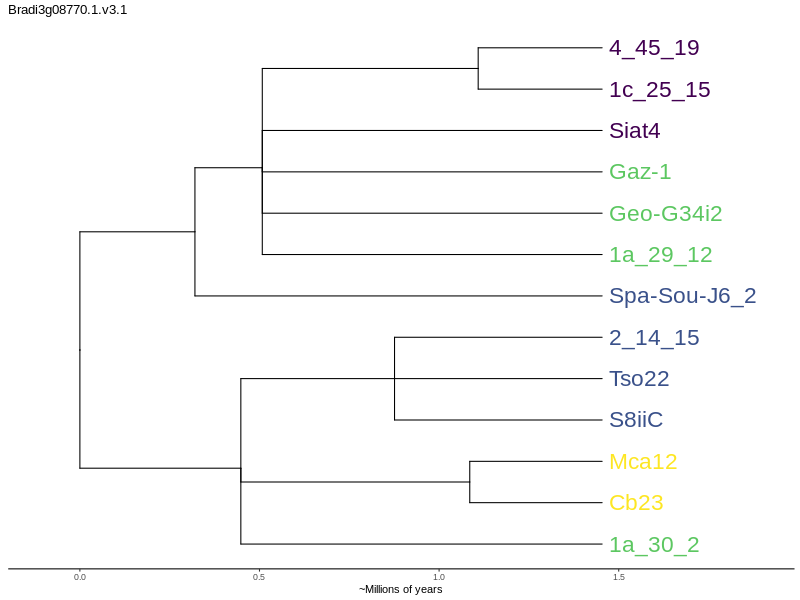 Bradi3g08770.1.v3.1
4_45_19
1c_25_15
Siat4
Gaz-1
Geo-G34i2
1a_29_12
Spa-Sou-J6_2
2_14_15
Tso22
S8iiC
Mca12
Cb23
1a_30_2
0.0 0.5 1.0 1.5
~Millions of years